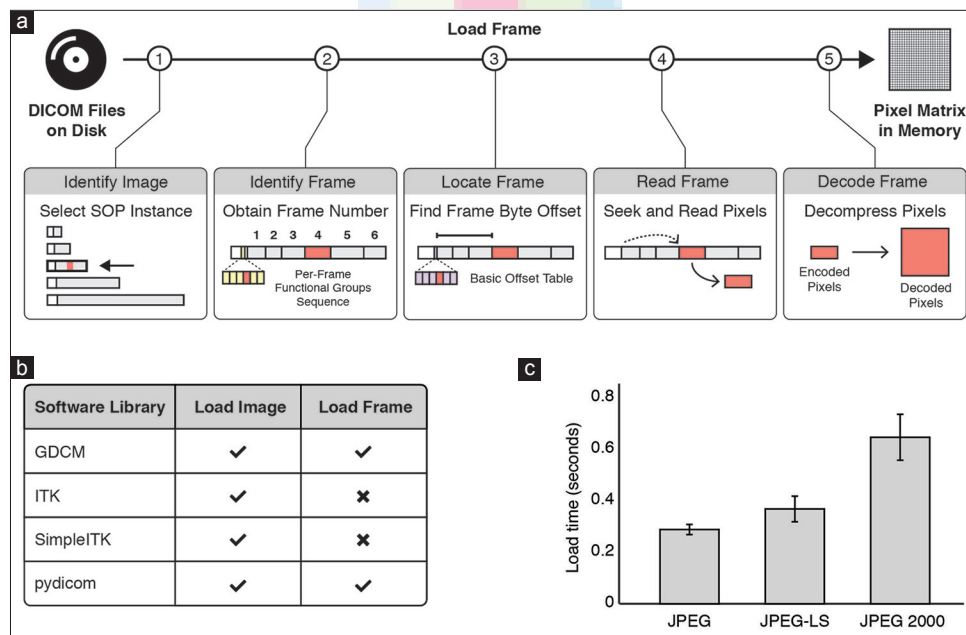 a
Load Frame
1
2
3
4
5
DICOM Files
on Disk
Pixel Matrix
in Memory
Identify Image
Select SOP Instance
Identify Frame
Obtain Frame Number
1 2 3 4 5 6
Per-Frame
Functional Groups
Sequence
Locate Frame
Find Frame Byte Offset
Basic Offset Table
Read Frame
Seek and Read Pixels
Decode Frame
Decompress Pixels
Encoded
Pixels
Decoded
Pixels
b
Software Library Load Image Load Frame
GDCM ✔ ✔
ITK ✔ ✖
SimpleITK ✔ ✖
pydicom ✔ ✔
c
Load time (seconds)
0.8
0.6
0.4
0.2
0
JPEG JPEG-LS JPEG 2000